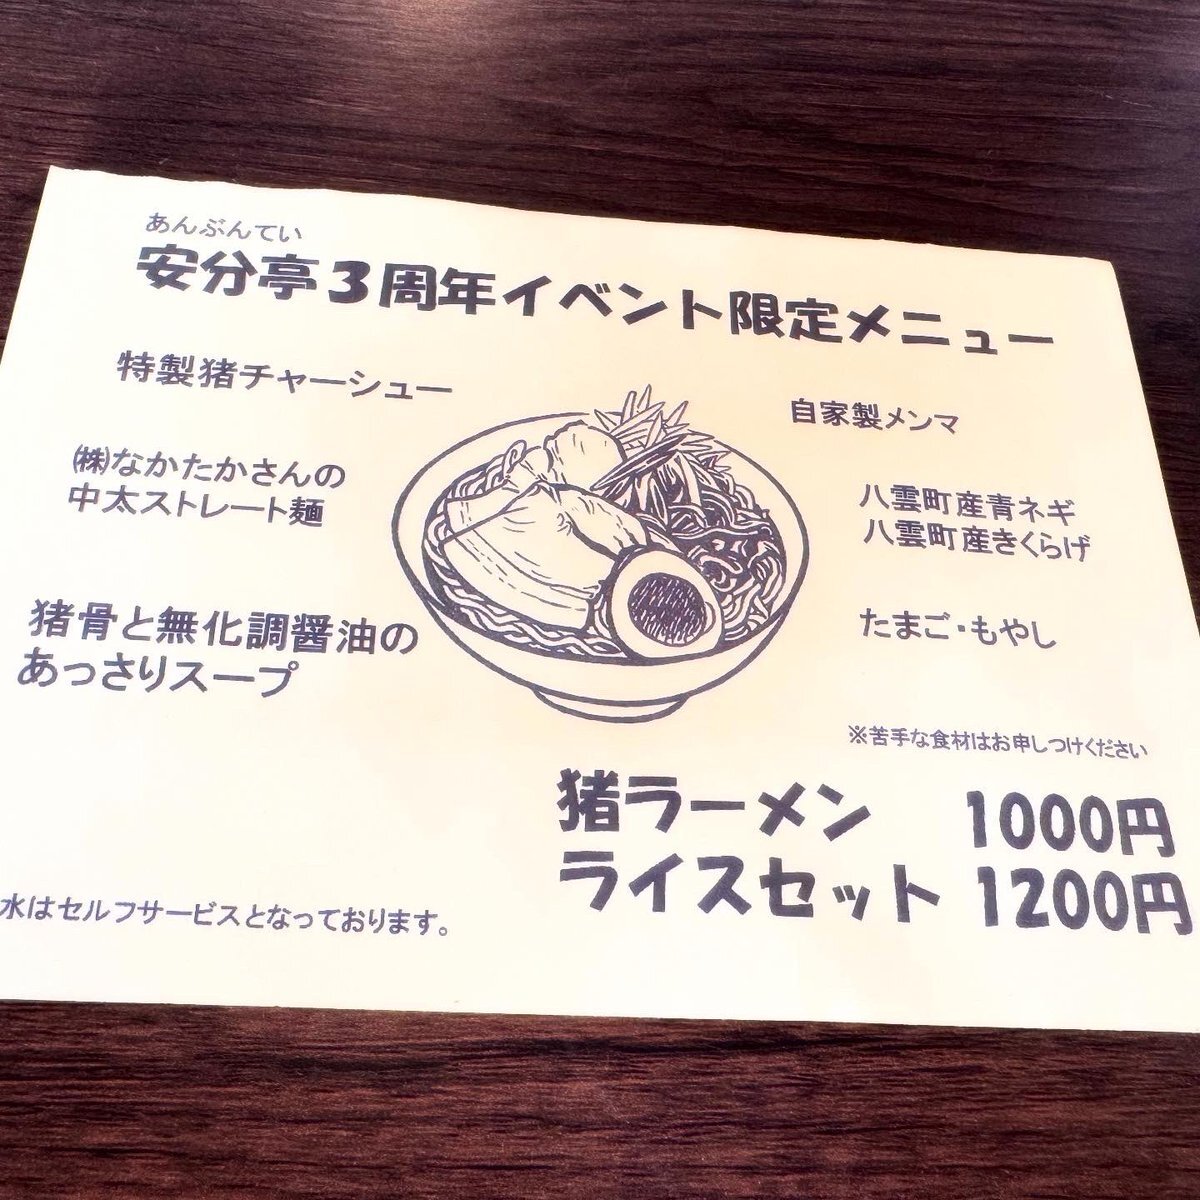 あんぶんてい
安分亭3周年イベント限定メニュー
特製猪チャーシュー
自家製メンマ
㈱なかたかさんの
中太ストレート麺
八雲町産青ネギ
八雲町産きくらげ
猪骨と無化調醤油の
あっさりスープ
たまご・もやし
※苦手な食材はお申しつけください
猪ラーメン 1000円
ライスセット 1200円
水はセルフサービスとなっております。